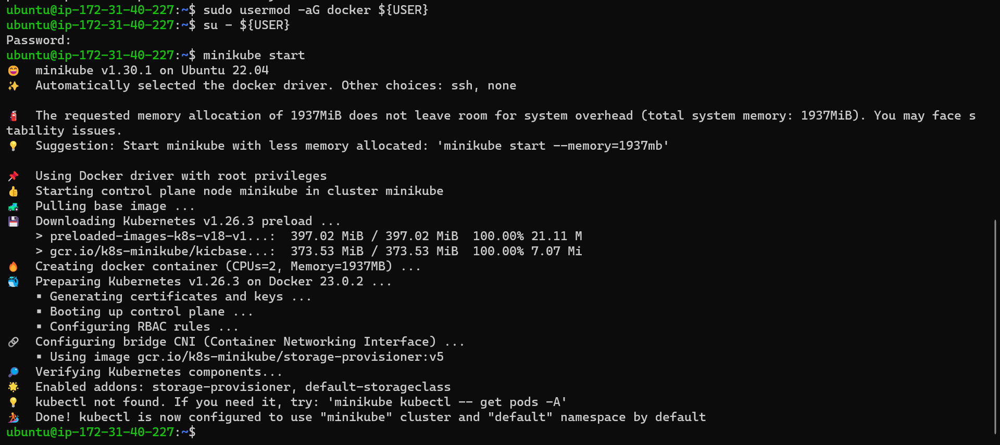 ubuntu@ip-172-31-40-227:~$ sudo usermod -aG docker ${USER}
ubuntu@ip-172-31-40-227:~$ su - ${USER}
Password:
ubuntu@ip-172-31-40-227:~$ minikube start
😄  minikube v1.30.1 on Ubuntu 22.04
✨  Automatically selected the docker driver. Other choices: ssh, none

🧯  The requested memory allocation of 1937MiB does not leave room for system overhead (total system memory: 1937MiB). You may face s
tability issues.
💡  Suggestion: Start minikube with less memory allocated: 'minikube start --memory=1937mb'

📌  Using Docker driver with root privileges
👍  Starting control plane node minikube in cluster minikube
🚜  Pulling base image ...
💾  Downloading Kubernetes v1.26.3 preload ...
    > preloaded-images-k8s-v18-v1...:  397.02 MiB / 397.02 MiB  100.00% 21.11 M
    > gcr.io/k8s-minikube/kicbase...:  373.53 MiB / 373.53 MiB  100.00% 7.07 Mi
🔥  Creating docker container (CPUs=2, Memory=1937MB) ...
🐳  Preparing Kubernetes v1.26.3 on Docker 23.0.2 ...
    ▪ Generating certificates and keys ...
    ▪ Booting up control plane ...
    ▪ Configuring RBAC rules ...
🔗  Configuring bridge CNI (Container Networking Interface) ...
    ▪ Using image gcr.io/k8s-minikube/storage-provisioner:v5
🔎  Verifying Kubernetes components...
🌟  Enabled addons: storage-provisioner, default-storageclass
💡  kubectl not found. If you need it, try: 'minikube kubectl -- get pods -A'
🏄  Done! kubectl is now configured to use "minikube" cluster and "default" namespace by default
ubuntu@ip-172-31-40-227:~$